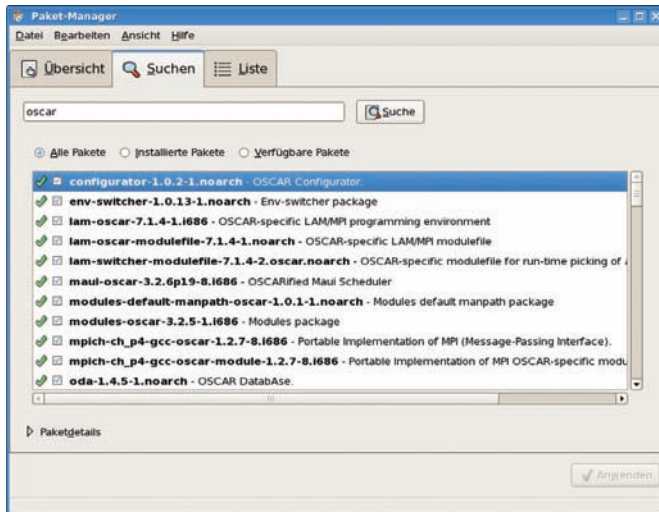 Paket-Manager
Datei Bearbeiten Ansicht Hilfe
Übersicht Suchen Liste
oscar Suche
Alle Pakete Installierte Pakete Verfügbare Pakete
configurator-1.0.2-1.noarch - OSCAR Configurator.
env-switcher-1.0.13-1.noarch - Env-switcher package
lam-oscar-7.1.4-1.i686 - OSCAR-specific LAM/MPI programming environment
lam-oscar-modulefile-7.1.4-1.noarch - OSCAR-specific LAM/MPI modulefile
lam-switcher-modulefile-7.1.4-2.oscar.noarch - OSCAR-specific modulefile for run-time picking of
maui-oscar-3.2.6p19-8.i686 - OSCARified Maui Scheduler
modules-default-manpath-oscar-1.0.1-1.noarch - Modules default manpath package
modules-oscar-3.2.5-1.i686 - Modules package
mpich-ch_p4-gcc-oscar-1.2.7-8.i686 - Portable Implementation of MPI (Message-Passing Interface).
mpich-ch_p4-gcc-oscar-module-1.2.7-8.i686 - Portable Implementation of MPI OSCAR-specific modu
oda-1.4.5-1.noarch - OSCAR DatabAse.
Paketdetails
Anwenden